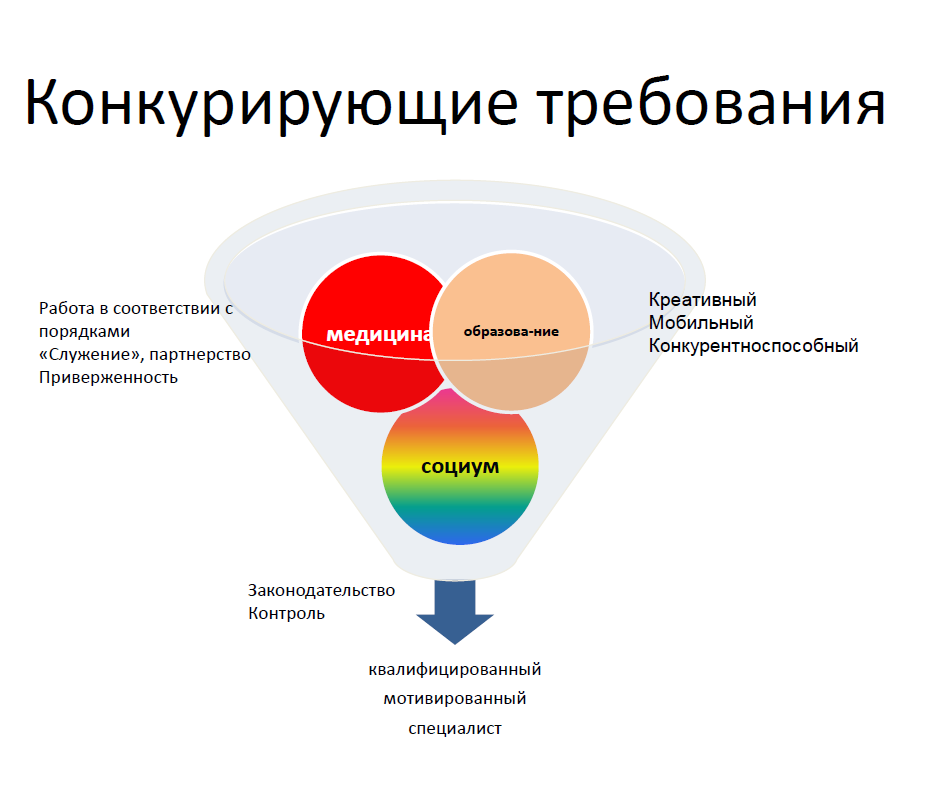 Конкурирующие требования
Работа в соответствии с
порядками
«Служение», партнерство
Приверженность
медицина
образова-ние
Креативный
Мобильный
Конкурентноспособный
социум
Законодательство
Контроль
квалифицированный
мотивированный
специалист